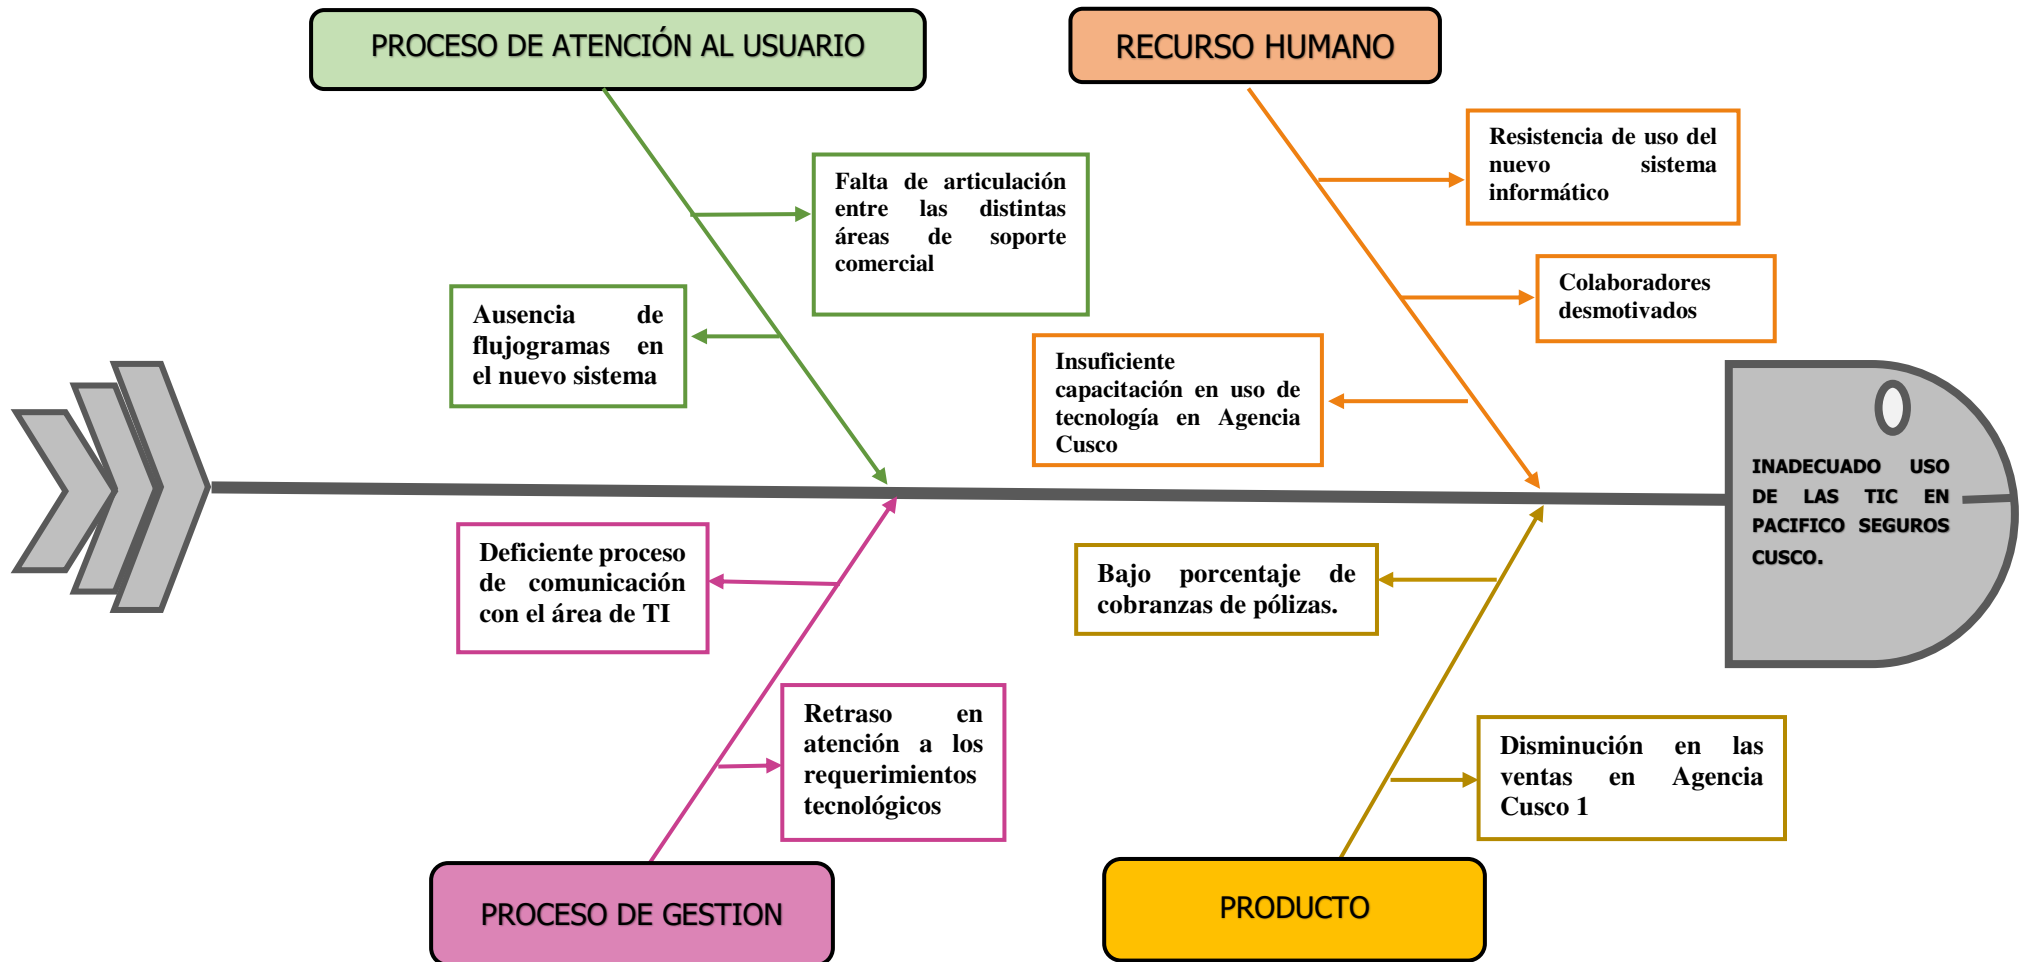 PROCESO DE ATENCIÓN AL USUARIO
RECURSO HUMANO
Resistencia de uso del
nuevo sistema
informático
Falta de articulación
entre las distintas
áreas de soporte
comercial
Colaboradores
desmotivados
Ausencia de
flujogramas en
el nuevo sistema
Insuficiente
capacitación en uso de
tecnología en Agencia
Cusco
INADECUADO USO
DE LAS TIC EN
PACIFICO SEGUROS
CUSCO.
Deficiente proceso
de comunicación
con el área de TI
Bajo porcentaje de
cobranzas de pólizas.
Retraso en
atención a los
requerimientos
tecnológicos
Disminución en las
ventas en Agencia
Cusco 1
PROCESO DE GESTION
PRODUCTO